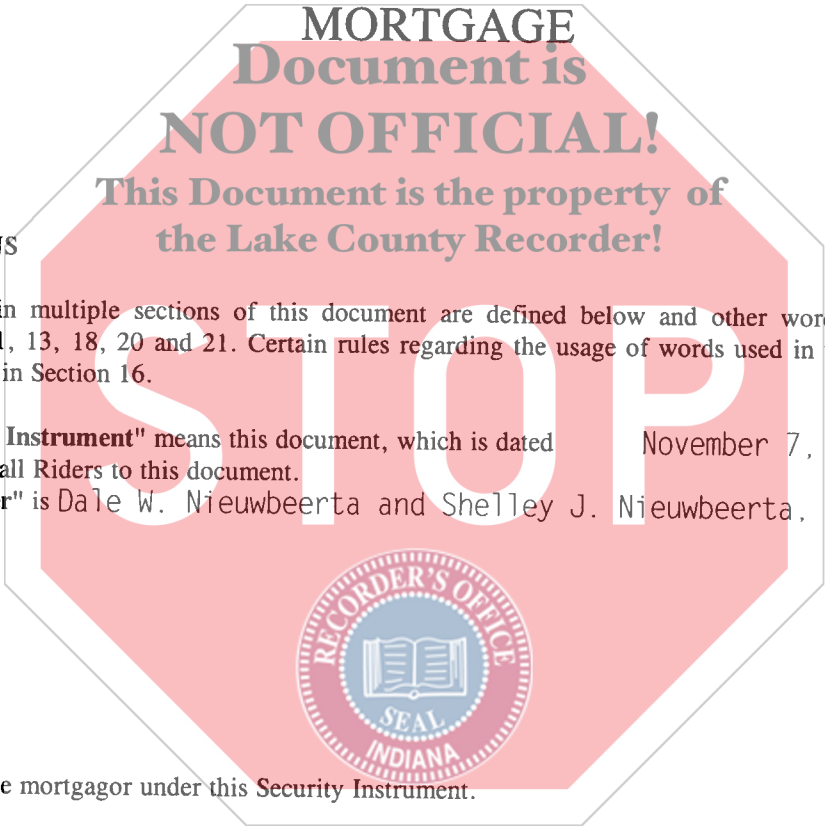 MORTGAGE
Document is
NOT OFFICIAL!
This Document is the property of
the Lake County Recorder!
in multiple sections of this document are defined below and other
, 13, 18, 20 and 21. Certain rules regarding the usage of words used in
in Section 16.
Instrument" means this document, which is dated November 7,
all Riders to this document.
" is Dale W. Nieuwbeerta and Shelley J. Nieuwbeerta,
STOP
RECORDER'S OFFICE
SEAL
INDIANA
mortgagor under this Security Instrument.